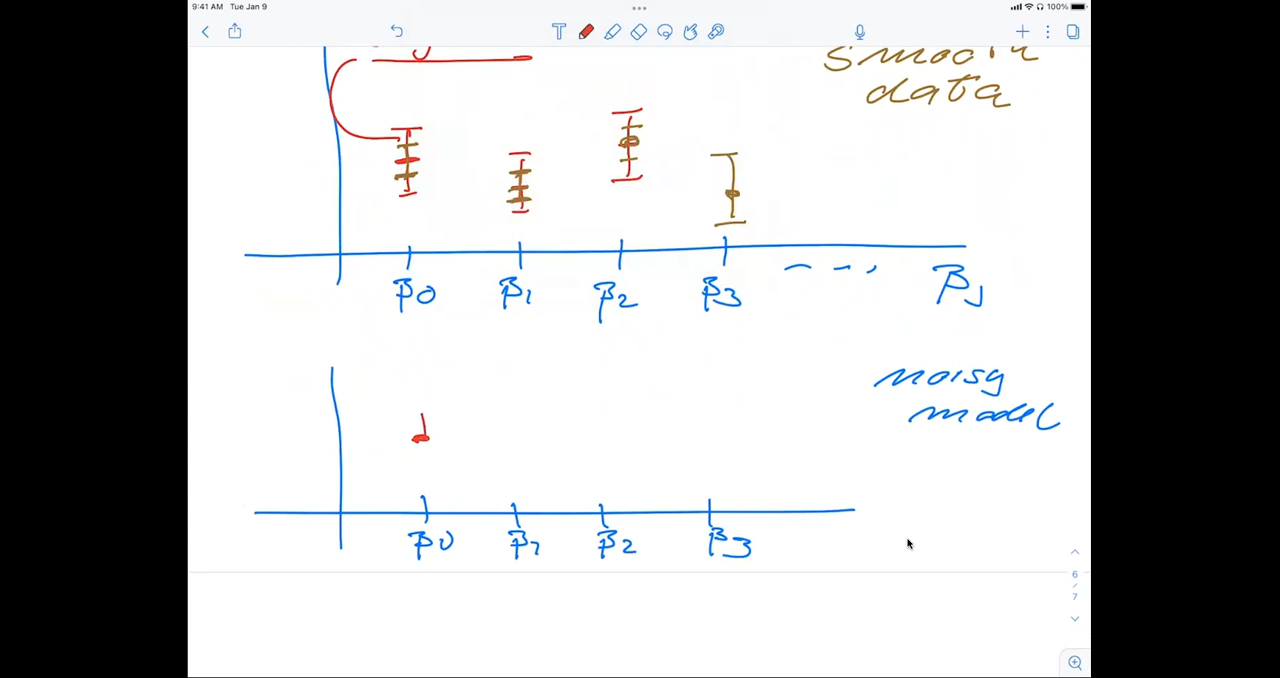 9:41 AM Tue Jan 9
100%
smooth
data
β0 β1 β2 β3 βJ
noisy
model
β0 β1 β2 β3
6
/
7